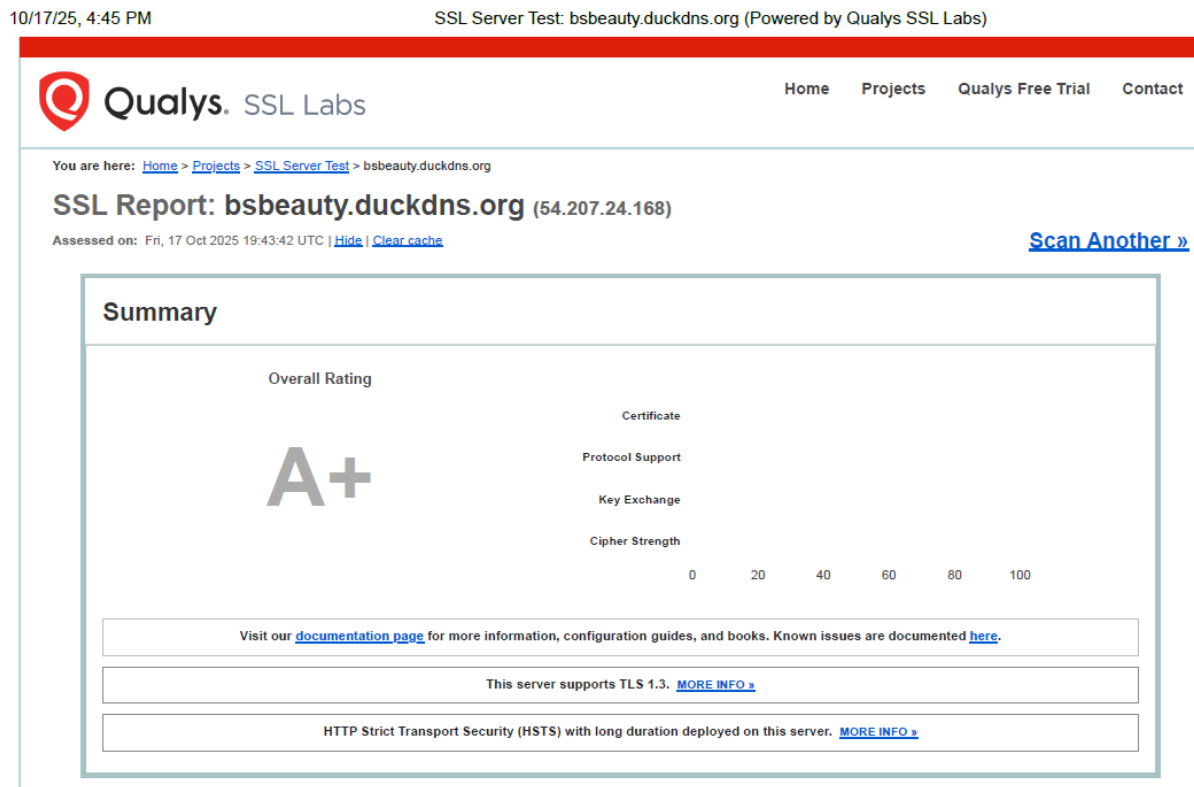 10/17/25, 4:45 PM SSL Server Test: bsbeauty.duckdns.org (Powered by Qualys SSL Labs)
Qualys. SSL Labs
Home Projects Qualys Free Trial Contact
You are here: Home > Projects > SSL Server Test > bsbeauty.duckdns.org
SSL Report: bsbeauty.duckdns.org (54.207.24.168)
Assessed on: Fri, 17 Oct 2025 19:43:42 UTC | Hide | Clear cache
Scan Another »
Summary
Overall Rating
A+
Certificate
Protocol Support
Key Exchange
Cipher Strength
0 20 40 60 80 100
Visit our documentation page for more information, configuration guides, and books. Known issues are documented here.
This server supports TLS 1.3. MORE INFO »
HTTP Strict Transport Security (HSTS) with long duration deployed on this server. MORE INFO »